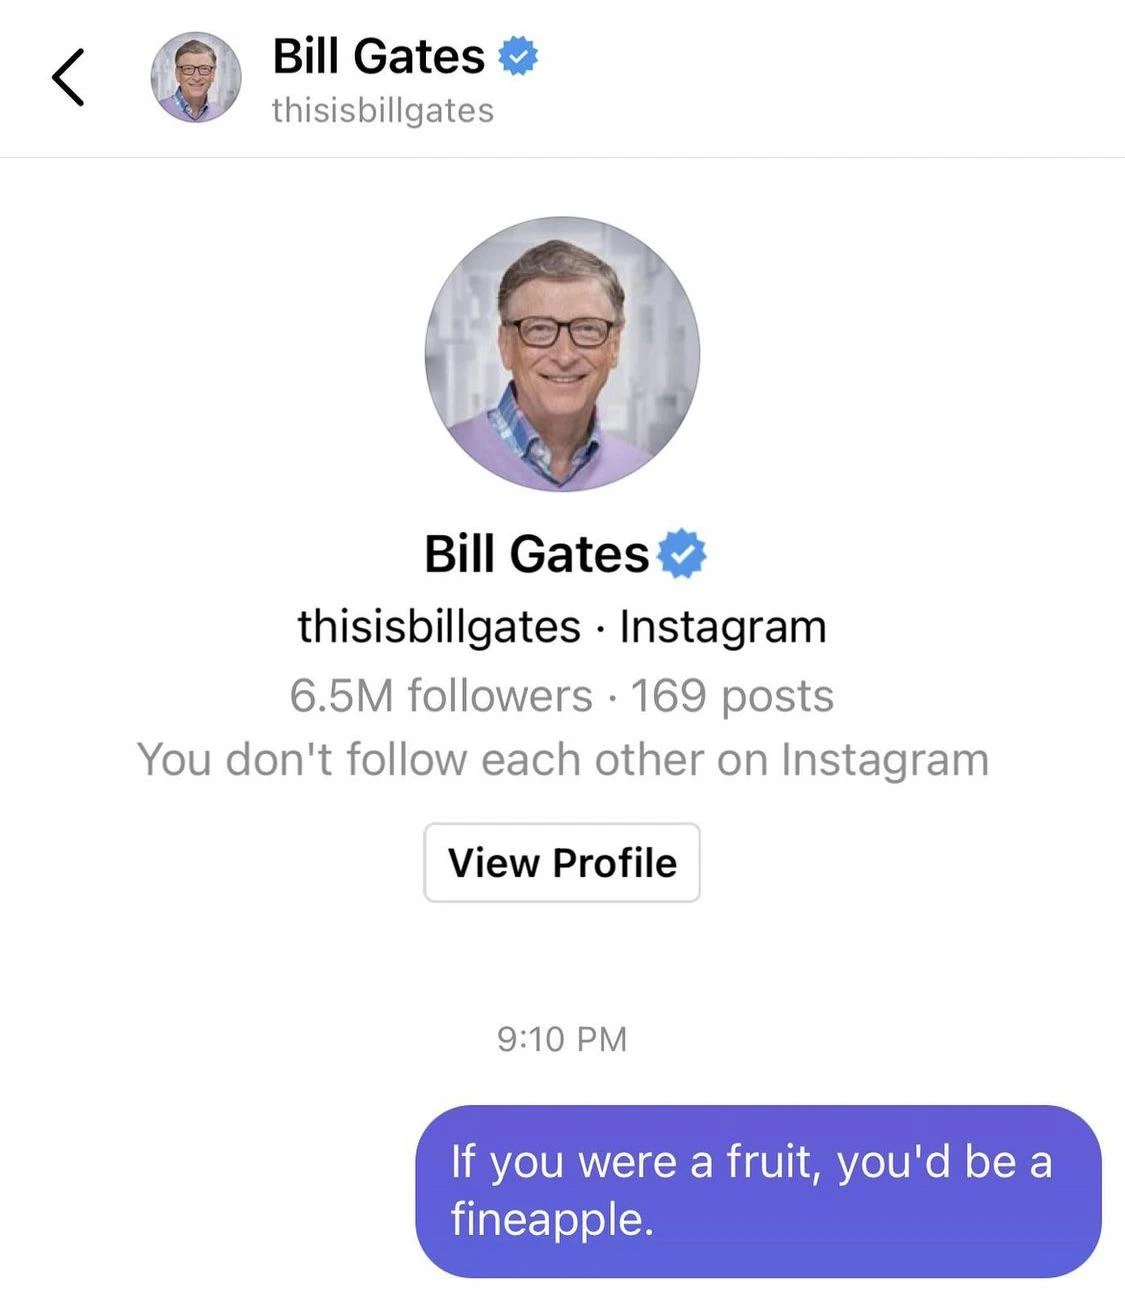 Bill Gates
thisisbillgates
Bill Gates
thisisbillgates · Instagram
6.5M followers · 169 posts
You don't follow each other on Instagram
View Profile
9:10 PM
If you were a fruit, you'd be a
fineapple.